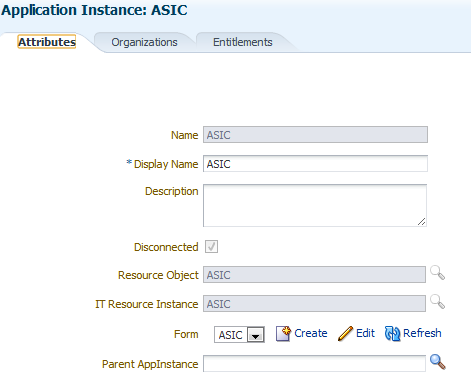 Application Instance: ASIC
Attributes Organizations Entitlements
Name ASIC
* Display Name ASIC
Description
Disconnected
Resource Object ASIC
IT Resource Instance ASIC
Form ASIC Create Edit Refresh
Parent AppInstance